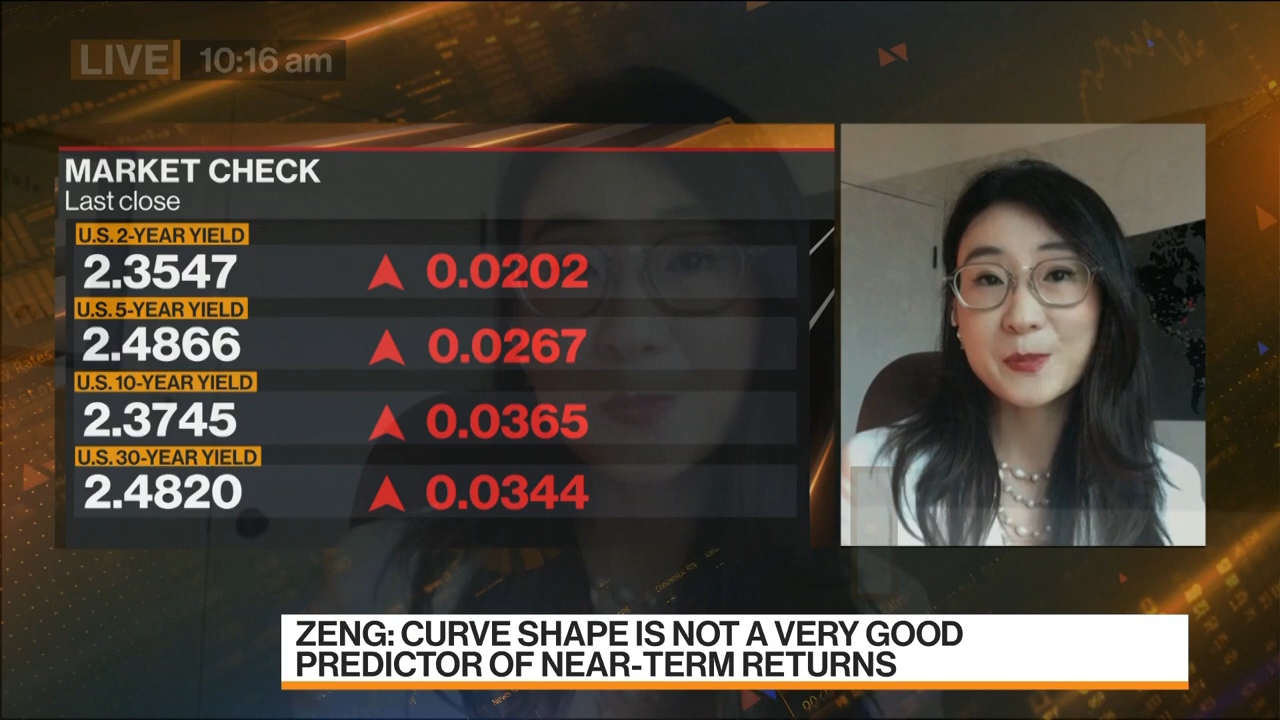 LIVE 10:16 am
MARKET CHECK
Last close
U.S. 2-YEAR YIELD
2.3547 ▲ 0.0202
U.S. 5-YEAR YIELD
2.4866 ▲ 0.0267
U.S. 10-YEAR YIELD
2.3745 ▲ 0.0365
U.S. 30-YEAR YIELD
2.4820 ▲ 0.0344
ZENG: CURVE SHAPE IS NOT A VERY GOOD
PREDICTOR OF NEAR-TERM RETURNS